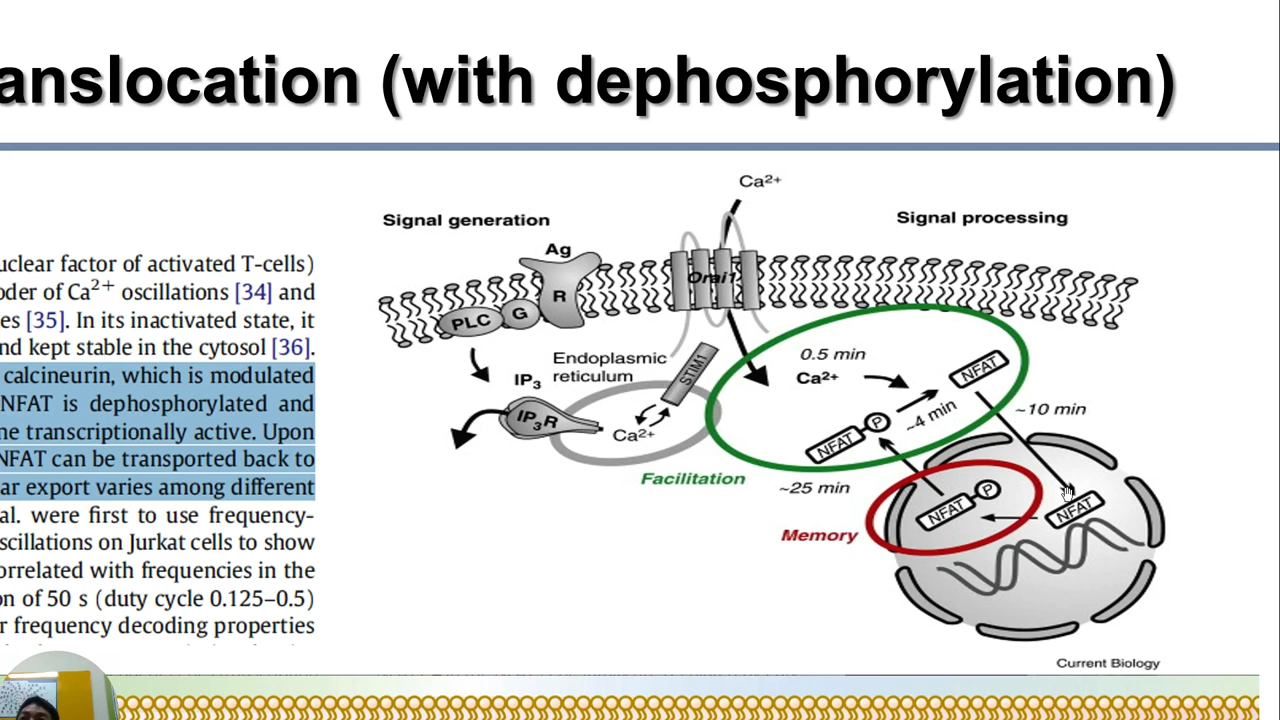 anslocation (with dephosphorylation)
uclear factor of activated T-cells)
oder of Ca2+ oscillations [34] and
es [35]. In its inactivated state, it
nd kept stable in the cytosol [36].
calcineurin, which is modulated
NFAT is dephosphorylated and
ne transcriptionally active. Upon
NFAT can be transported back to
ar export varies among different
al. were first to use frequency-
scillations on Jurkat cells to show
orrelated with frequencies in the
on of 50 s (duty cycle 0.125–0.5)
r frequency decoding properties
Ca2+
Signal generation
Signal processing
Ag
R
G
PLC
Orai1
Endoplasmic
reticulum
STIM1
IP3
IP3R
Ca2+
0.5 min
Ca2+
NFAT
~4 min
NFAT
P
~10 min
Facilitation
~25 min
NFAT
P
NFAT
Memory
Current Biology